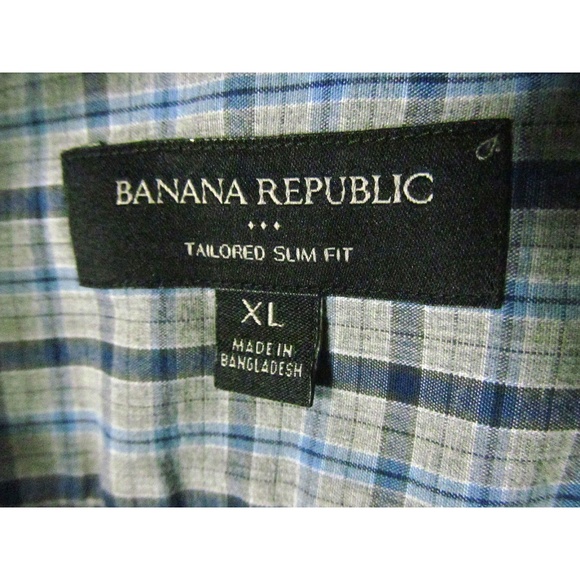 BANANA REPUBLIC
TAILORED SLIM FIT
XL
MADE IN
BANGLADESH